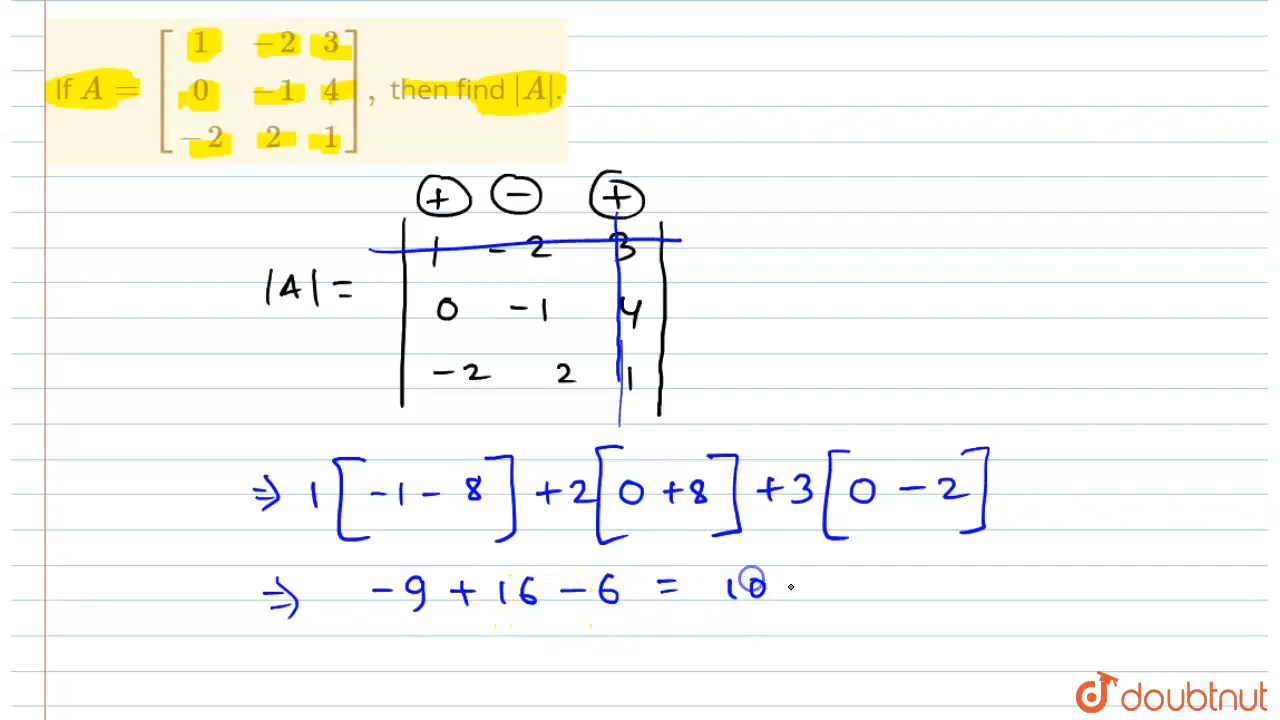 If A = [ 1 -2 3
0 -1 4
-2 2 1 ] , then find |A|.
+ - +
1 - 2 3
|A| =
0 - 1 4
- 2 2 1
⇒ 1 [ -1 - 8 ] + 2 [ 0 + 8 ] + 3 [ 0 - 2 ]
⇒ - 9 + 16 - 6 = 10
doubtnut